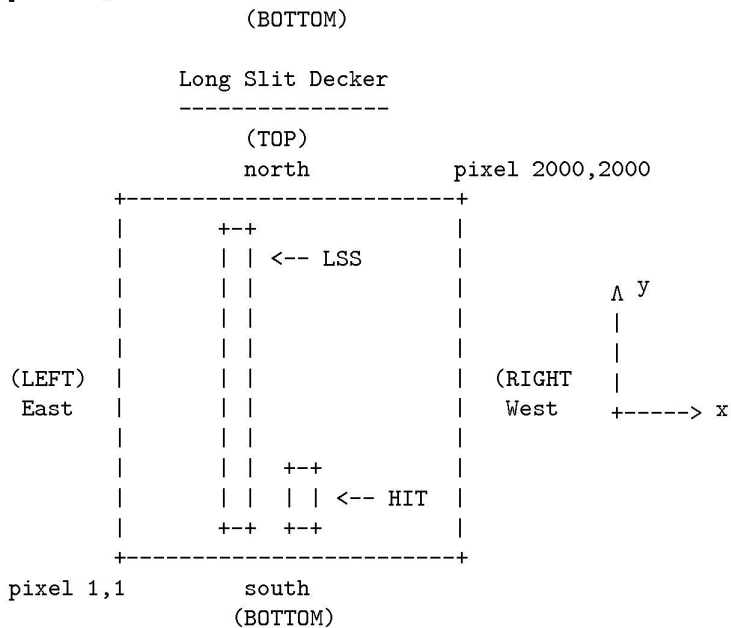 (BOTTOM)
Long Slit Decker
----------------
(TOP)
north pixel 2000,2000
<-- LSS
y
(LEFT) (RIGHT
East West x
<-- HIT
pixel 1,1 south
(BOTTOM)